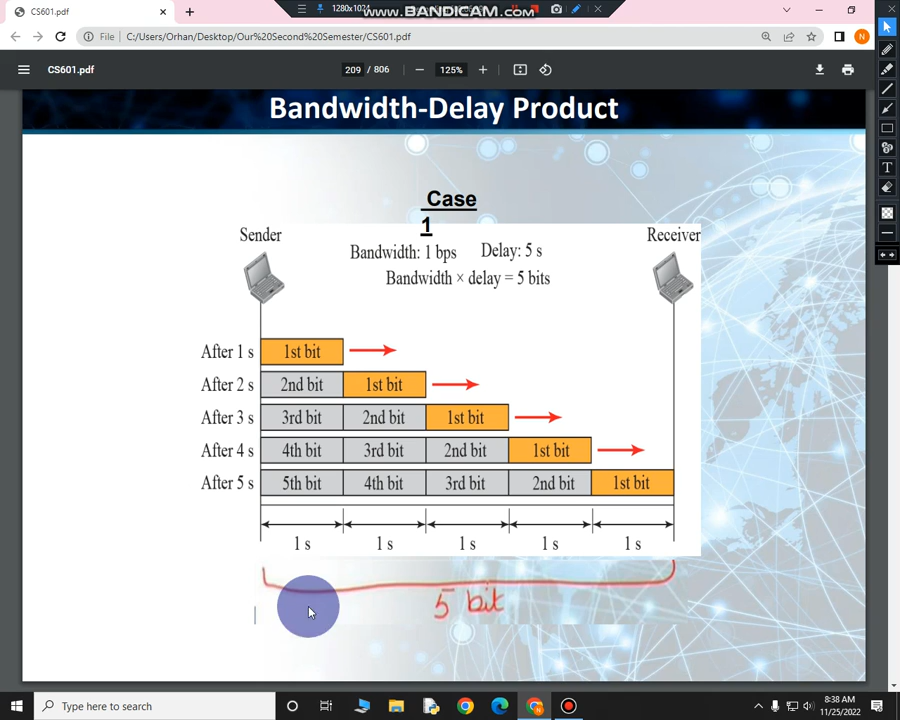 CS601.pdf
1280x1024
WWW.BANDICAM.COM
File C:/Users/Orhan/Desktop/Our%20Second%20Semester/CS601.pdf
N
CS601.pdf
209 / 806
125%
Bandwidth-Delay Product
Case
1
Sender
Receiver
Bandwidth: 1 bps Delay: 5 s
Bandwidth × delay = 5 bits
After 1 s 1st bit
After 2 s 2nd bit 1st bit
After 3 s 3rd bit 2nd bit 1st bit
After 4 s 4th bit 3rd bit 2nd bit 1st bit
After 5 s 5th bit 4th bit 3rd bit 2nd bit 1st bit
1 s 1 s 1 s 1 s 1 s
5 bit
Type here to search
8:38 AM
11/25/2022